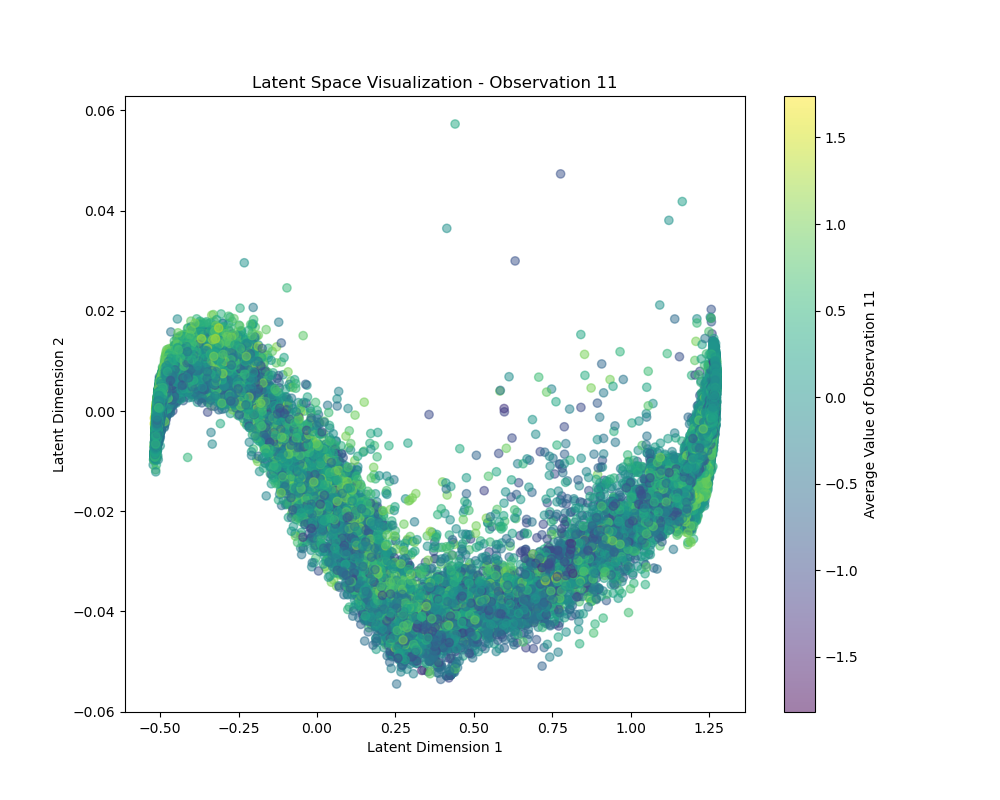 Latent Space Visualization - Observation 11
0.06
0.04
0.02
0.00
−0.02
−0.04
−0.06
Latent Dimension 2
−0.50 −0.25 0.00 0.25 0.50 0.75 1.00 1.25
Latent Dimension 1
1.5
1.0
0.5
0.0
−0.5
−1.0
−1.5
Average Value of Observation 11